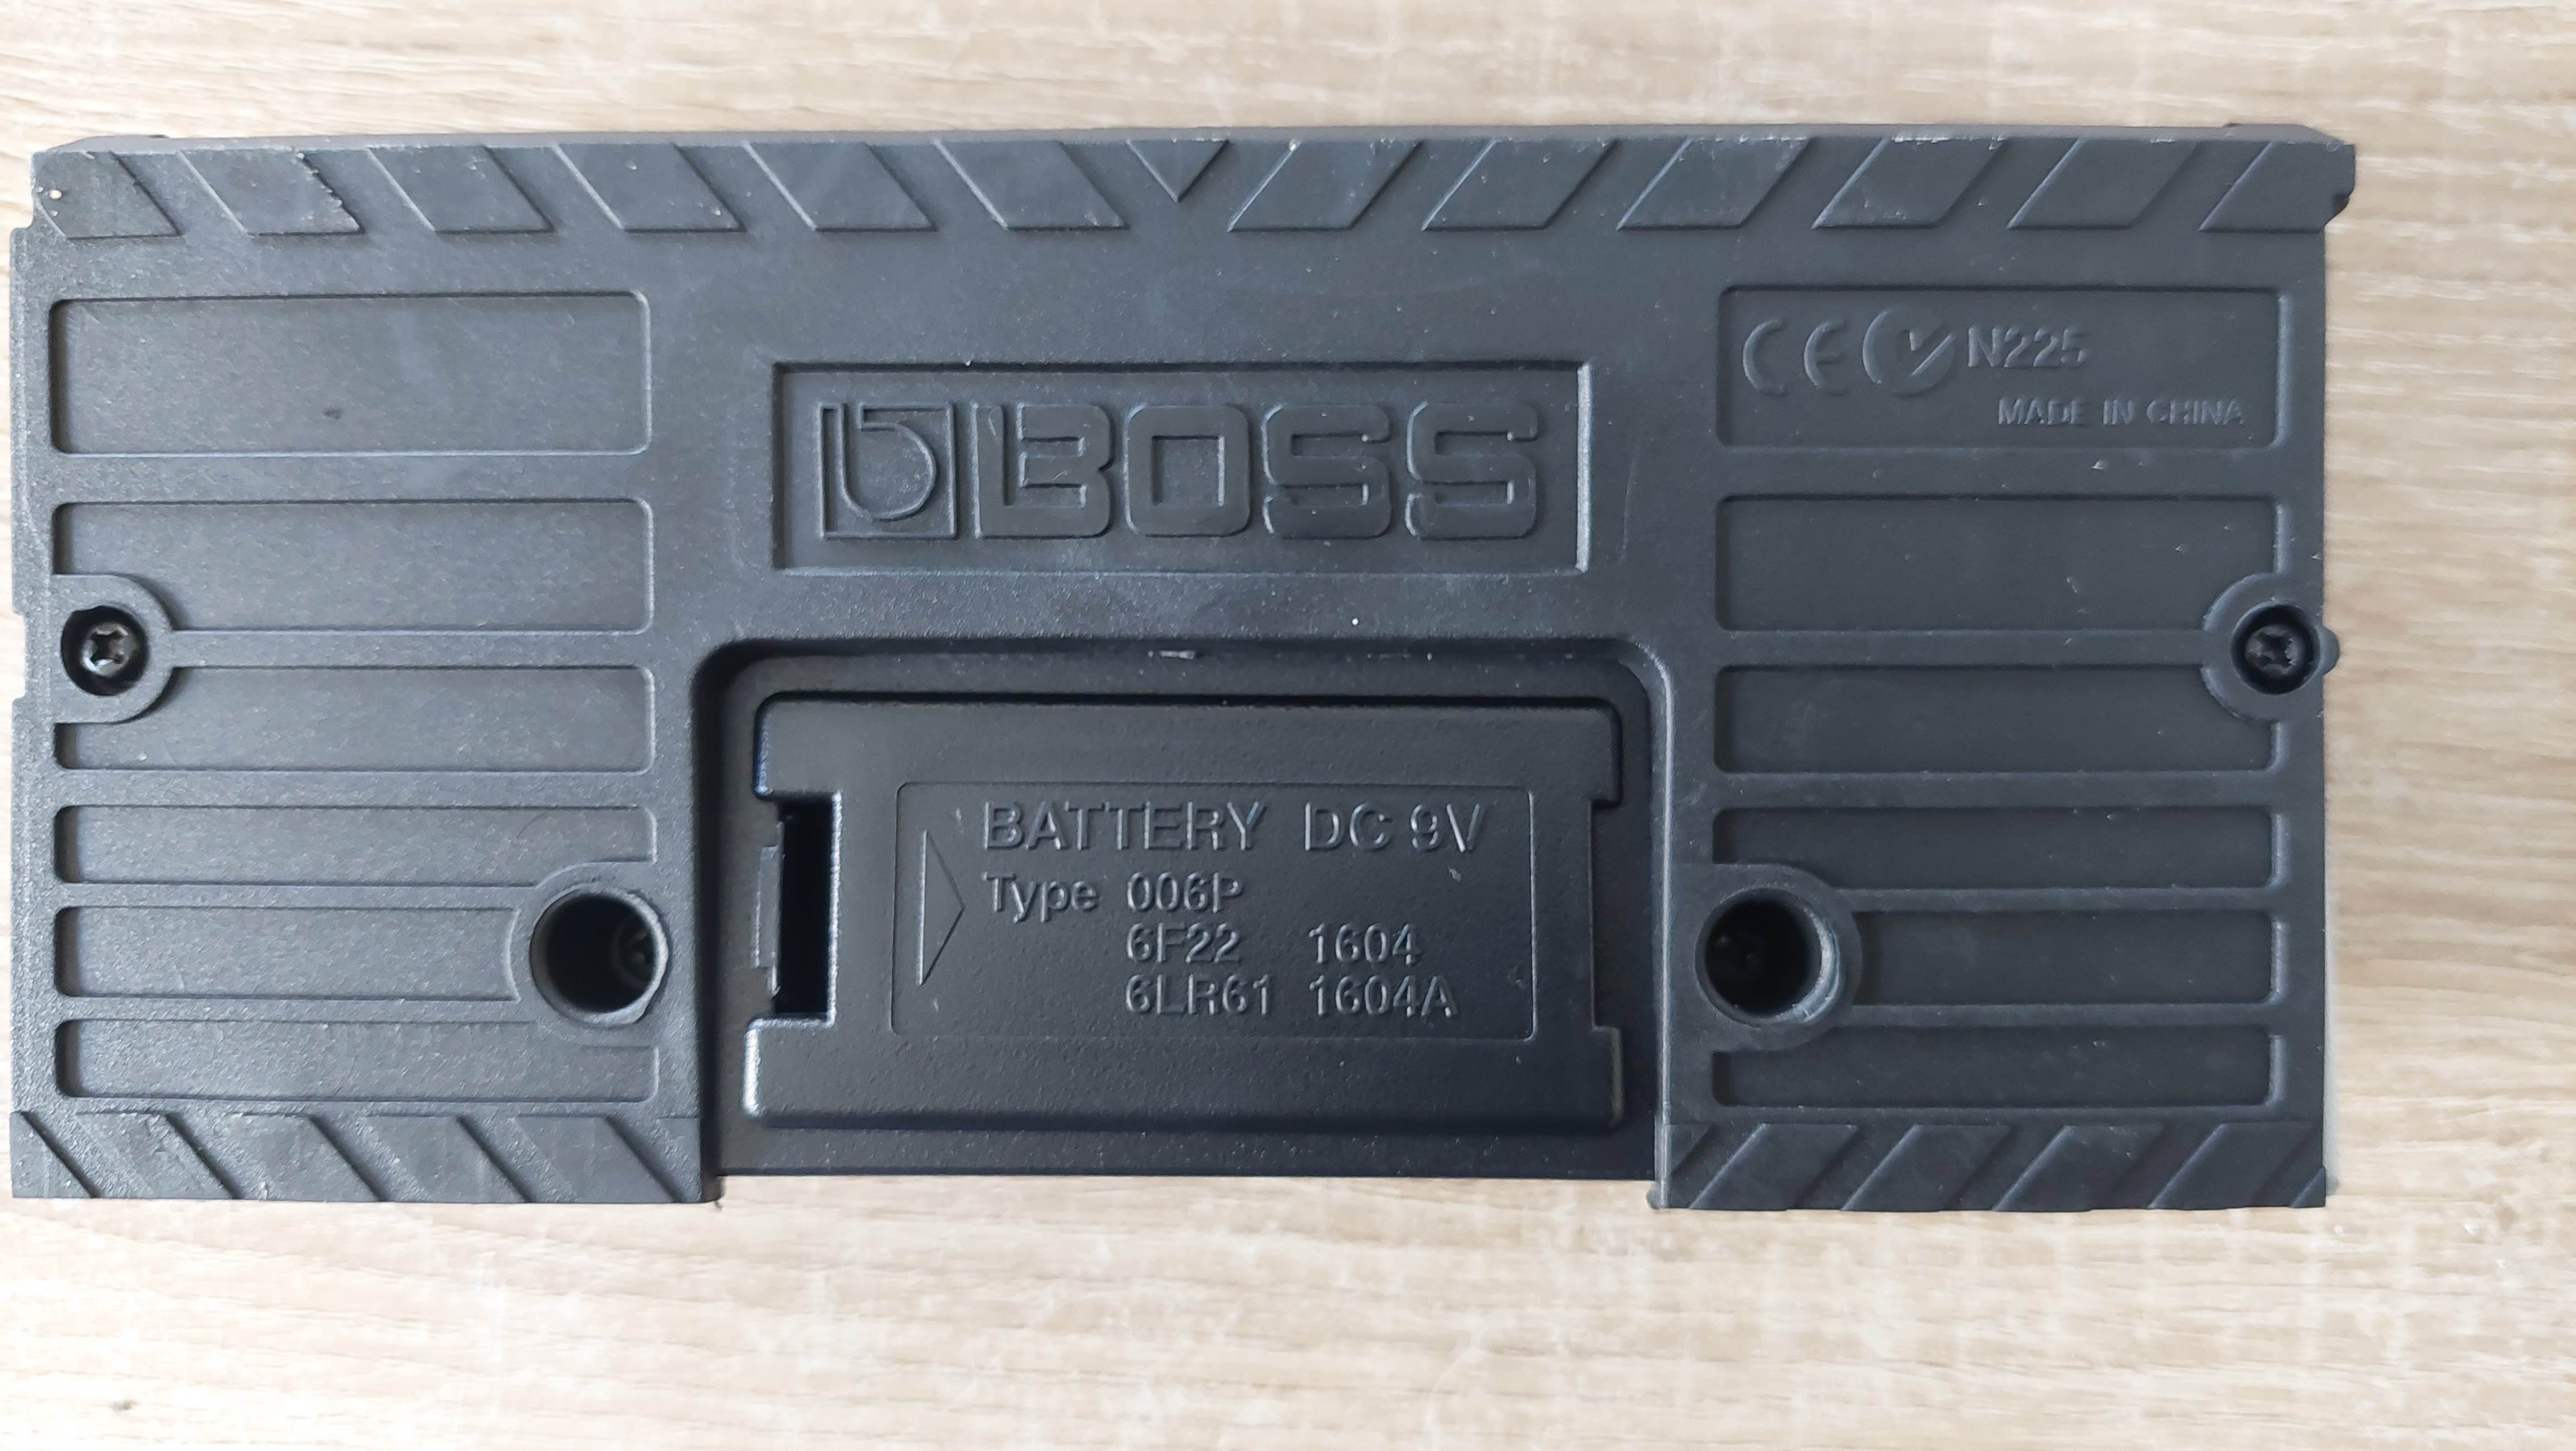 BOSS
CE N225
MADE IN CHINA
BATTERY DC 9V
Type 006P
6F22 1604
6LR61 1604A